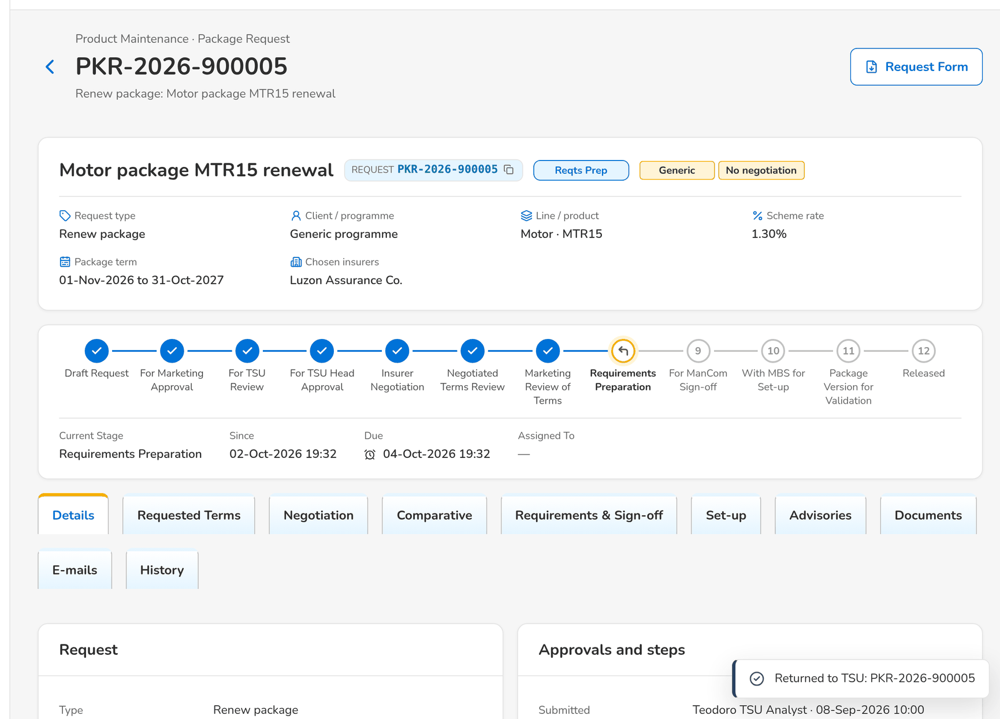 Product Maintenance · Package Request
PKR-2026-900005
Renew package: Motor package MTR15 renewal
Request Form
Motor package MTR15 renewal
REQUEST PKR-2026-900005
Reqts Prep
Generic
No negotiation
Request type
Client / programme
Line / product
Scheme rate
Renew package
Generic programme
Motor · MTR15
1.30%
Package term
Chosen insurers
01-Nov-2026 to 31-Oct-2027
Luzon Assurance Co.
9
10
11
12
Draft Request
For Marketing
Approval
For TSU
Review
For TSU Head
Approval
Insurer
Negotiation
Negotiated
Terms Review
Marketing
Review of
Terms
Requirements
Preparation
For ManCom
Sign-off
With MBS for
Set-up
Package
Version for
Validation
Released
Current Stage
Since
Due
Assigned To
Requirements Preparation
02-Oct-2026 19:32
04-Oct-2026 19:32
—
Details
Requested Terms
Negotiation
Comparative
Requirements & Sign-off
Set-up
Advisories
Documents
E-mails
History
Request
Approvals and steps
Returned to TSU: PKR-2026-900005
Type
Renew package
Submitted
Teodoro TSU Analyst · 08-Sep-2026 10:00